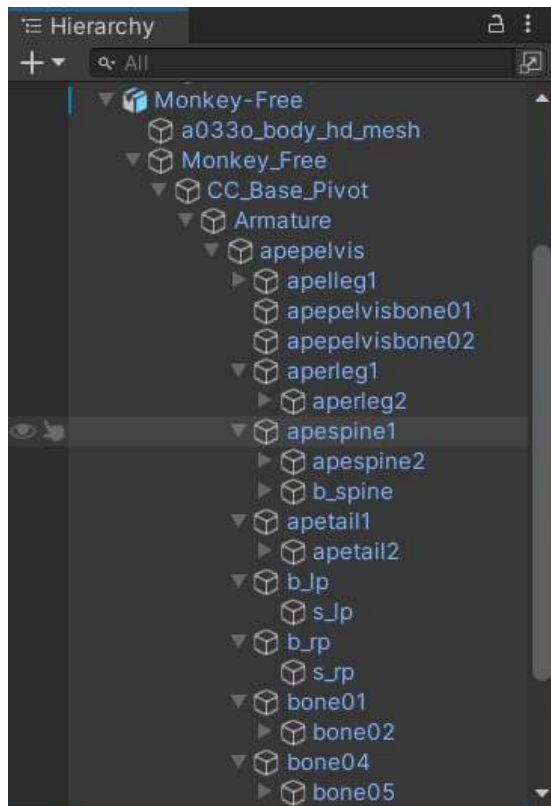 Hierarchy
All
Monkey-Free
a033o_body_hd_mesh
Monkey_Free
CC_Base_Pivot
Armature
apepelvis
apelleg1
apepelvisbone01
apepelvisbone02
aperleg1
aperleg2
apespine1
apespine2
b_spine
apetail1
apetail2
b_lp
s_lp
b_rp
s_rp
bone01
bone02
bone04
bone05